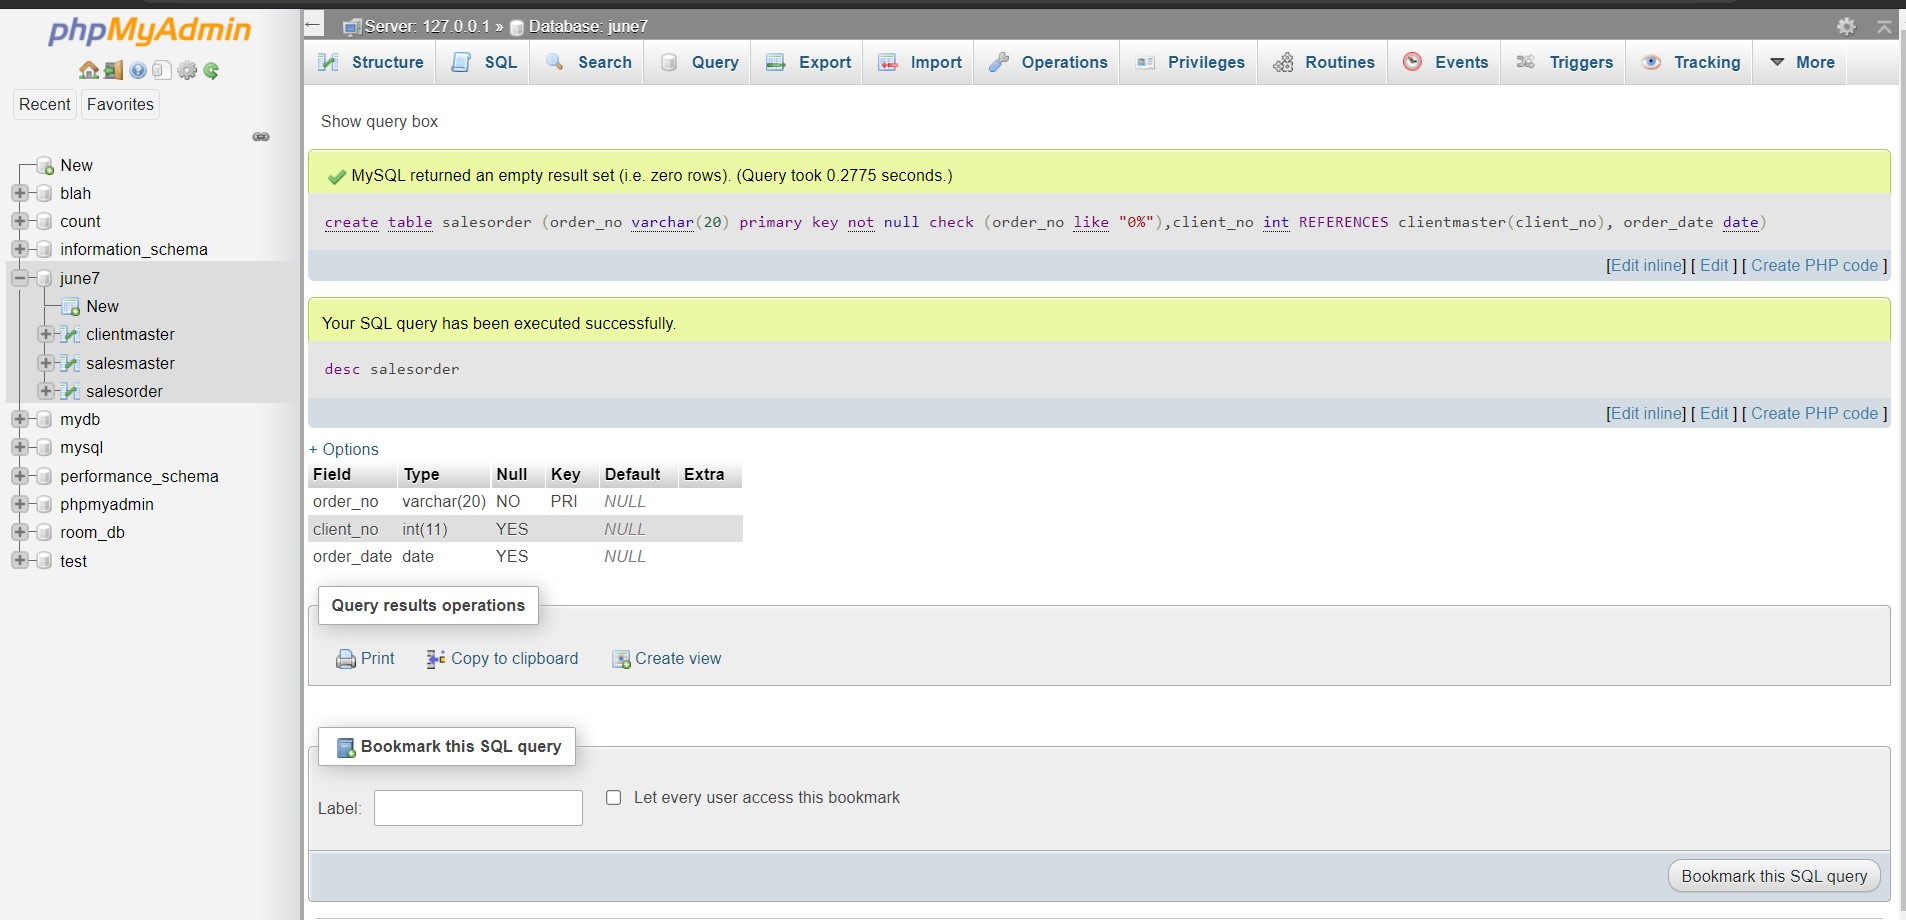 phpMyAdmin
Recent
Favorites
New
blah
count
information_schema
june7
New
clientmaster
salesmaster
salesorder
mydb
mysql
performance_schema
phpmyadmin
room_db
test
Server: 127.0.0.1 » Database: june7
Structure SQL Search Query Export Import Operations Privileges Routines Events Triggers Tracking More
Show query box
MySQL returned an empty result set (i.e. zero rows). (Query took 0.2775 seconds.)
create table salesorder (order_no varchar(20) primary key not null check (order_no like "0%"),client_no int REFERENCES clientmaster(client_no), order_date date)
[Edit inline] [ Edit ] [ Create PHP code ]
Your SQL query has been executed successfully.
desc salesorder
[Edit inline] [ Edit ] [ Create PHP code ]
+ Options
Field Type Null Key Default Extra
order_no varchar(20) NO PRI NULL
client_no int(11) YES NULL
order_date date YES NULL
Query results operations
Print Copy to clipboard Create view
Bookmark this SQL query
Label: Let every user access this bookmark
Bookmark this SQL query